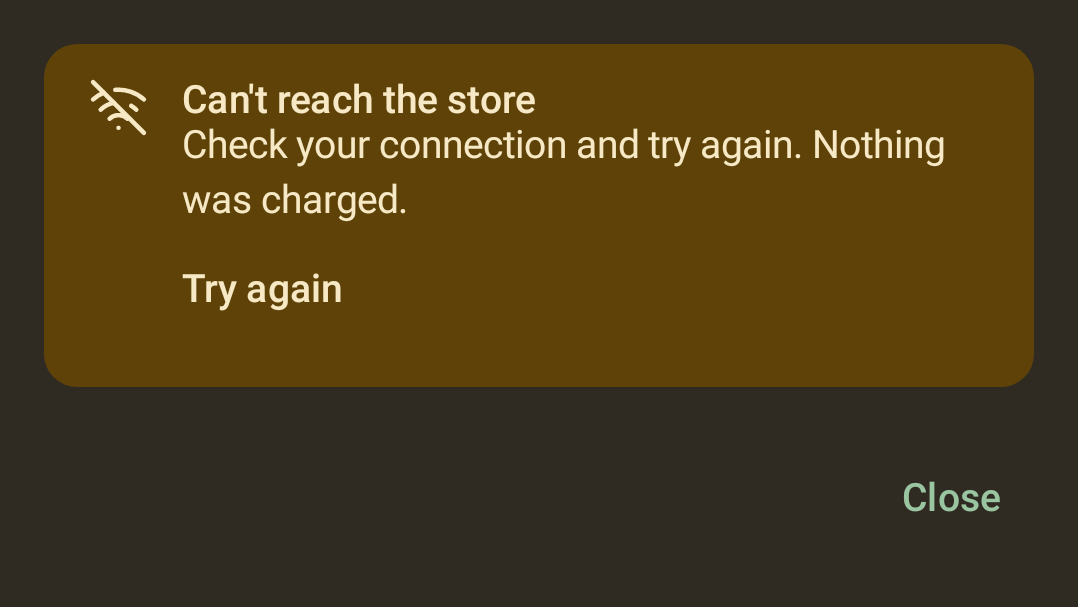 Can't reach the store
Check your connection and try again. Nothing
was charged.
Try again
Close